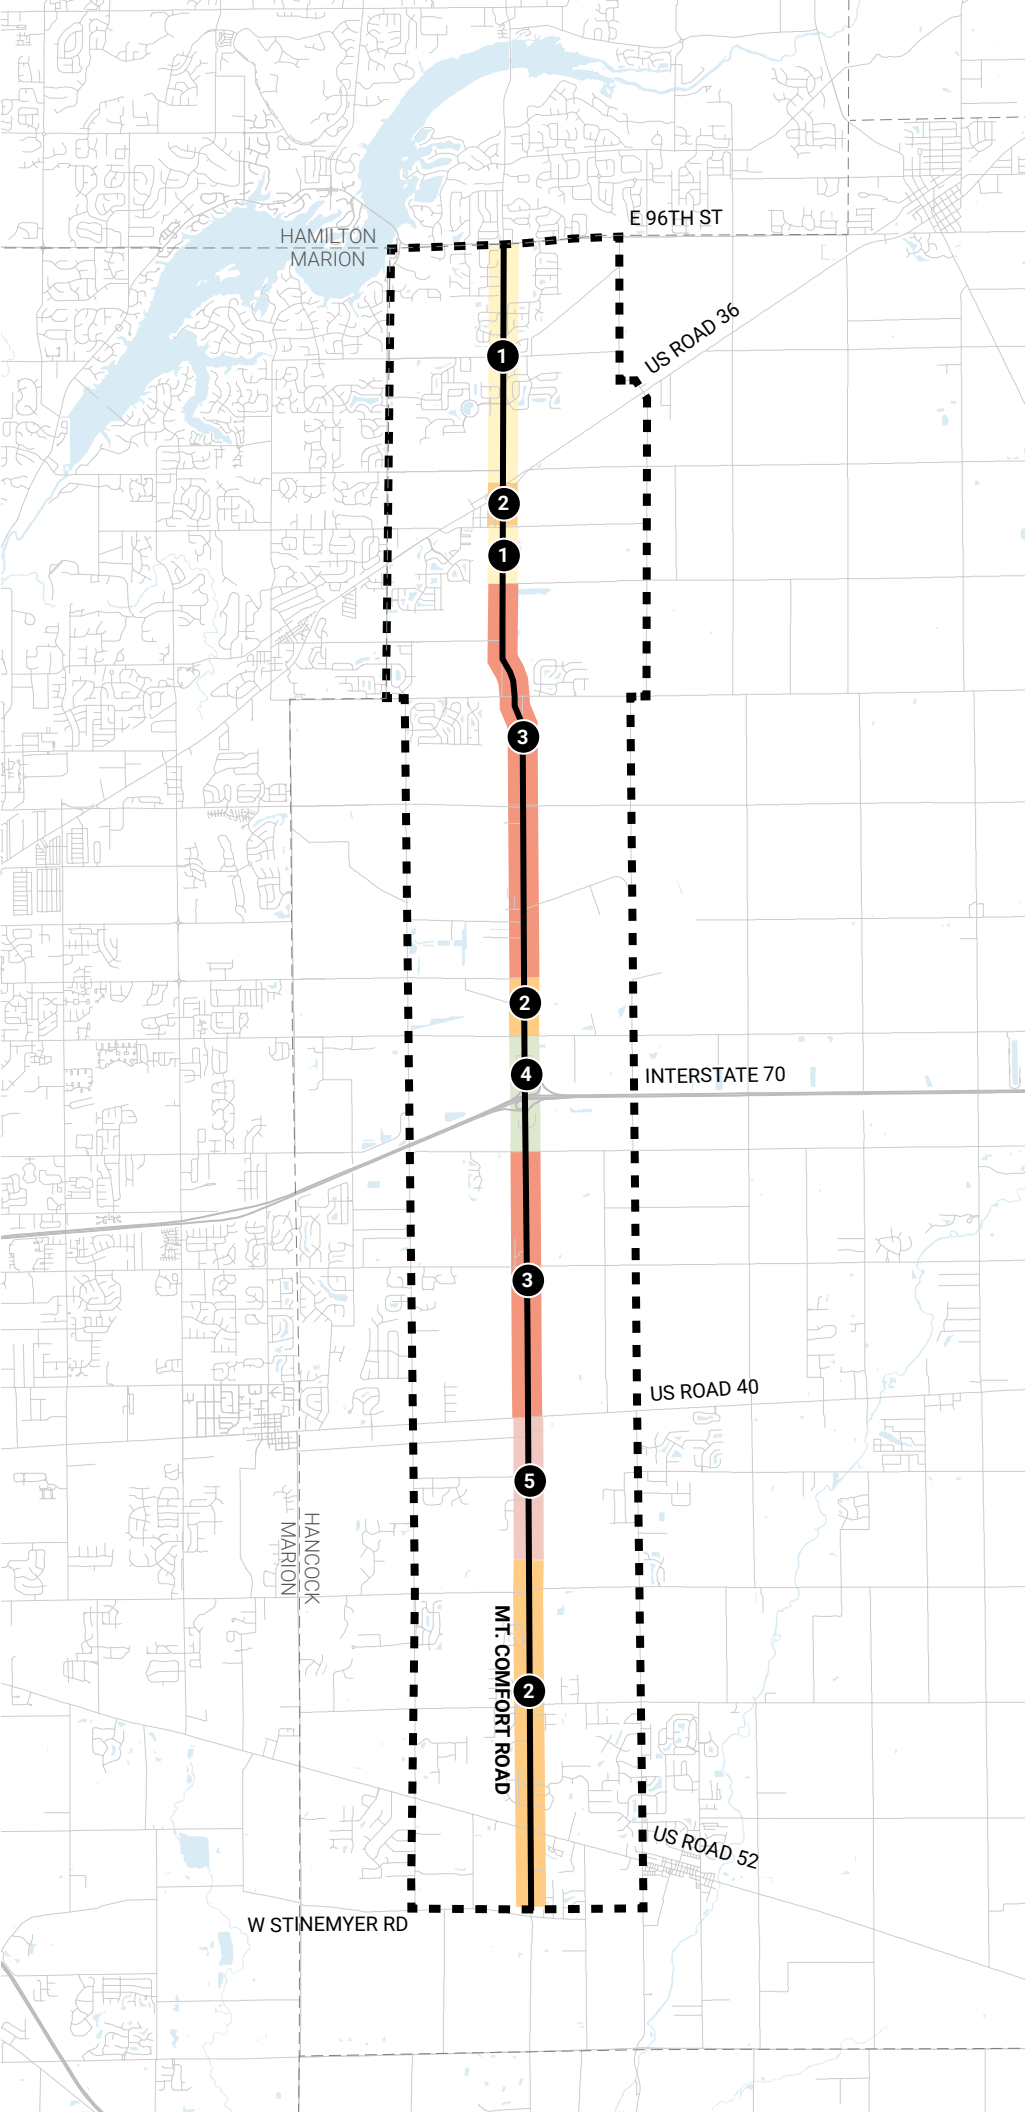 E 96TH ST
HAMILTON
MARION
US ROAD 36
1
2
1
3
2
4
INTERSTATE 70
3
US ROAD 40
5
HANCOCK
MARION
MT. COMFORT ROAD
2
US ROAD 52
W STINEMYER RD